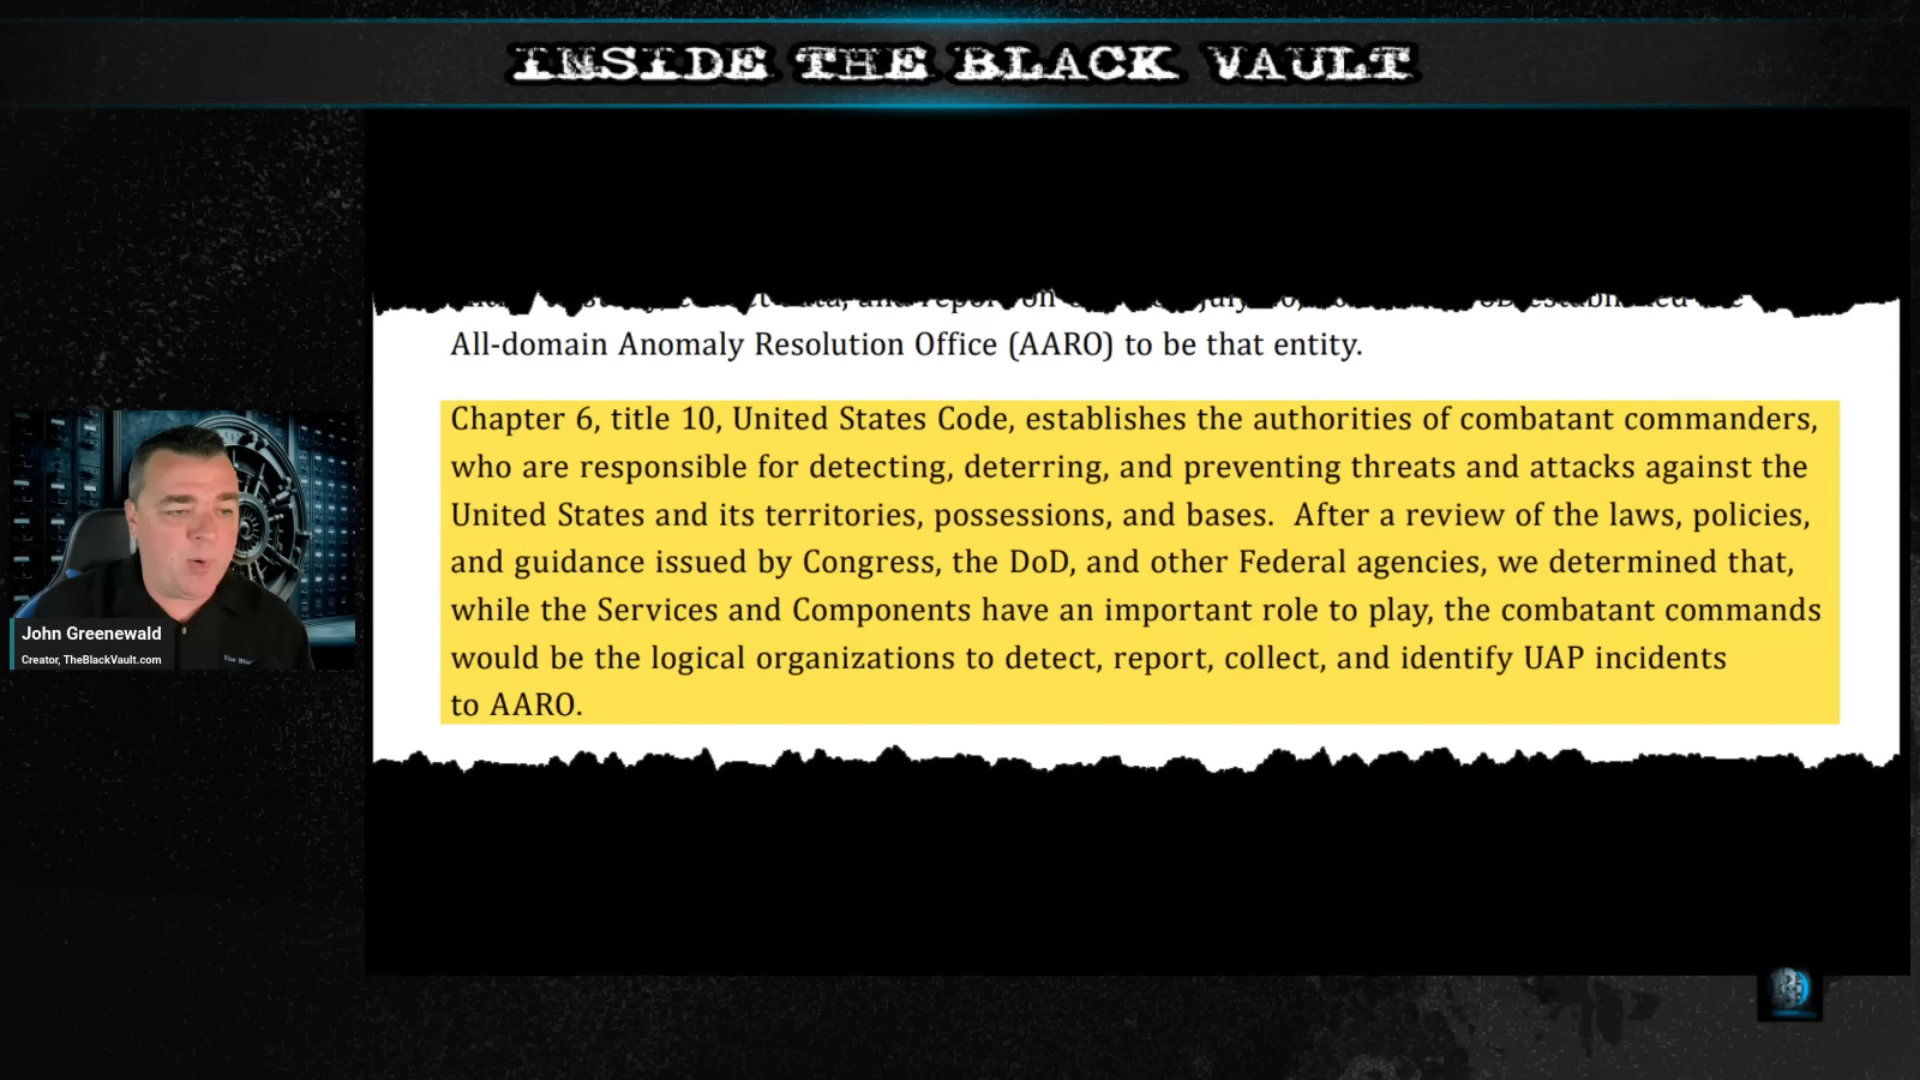 INSIDE THE BLACK VAULT
All-domain Anomaly Resolution Office (AARO) to be that entity.
Chapter 6, title 10, United States Code, establishes the authorities of combatant commanders,
who are responsible for detecting, deterring, and preventing threats and attacks against the
United States and its territories, possessions, and bases.  After a review of the laws, policies,
and guidance issued by Congress, the DoD, and other Federal agencies, we determined that,
while the Services and Components have an important role to play, the combatant commands
would be the logical organizations to detect, report, collect, and identify UAP incidents
to AARO.
John Greenewald
Creator, TheBlackVault.com